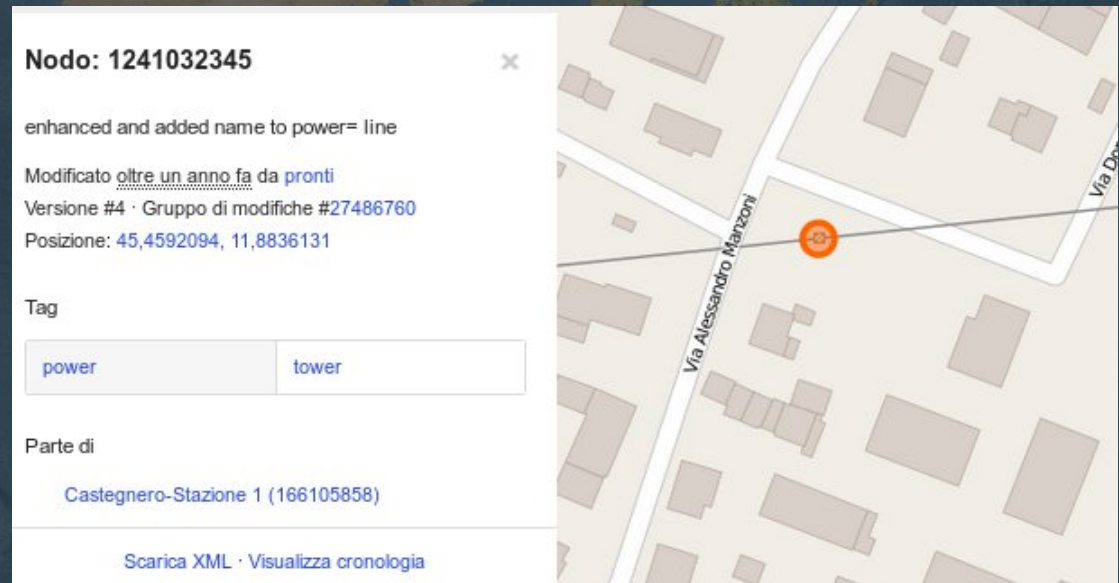 Nodo: 1241032345
×
enhanced and added name to power= line
Modificato oltre un anno fa da pronti
Versione #4 · Gruppo di modifiche #27486760
Posizione: 45,4592094, 11,8836131
Tag
power tower
Parte di
Castegnero-Stazione 1 (166105858)
Scarica XML · Visualizza cronologia
Via Alessandro Manzoni
Via Do